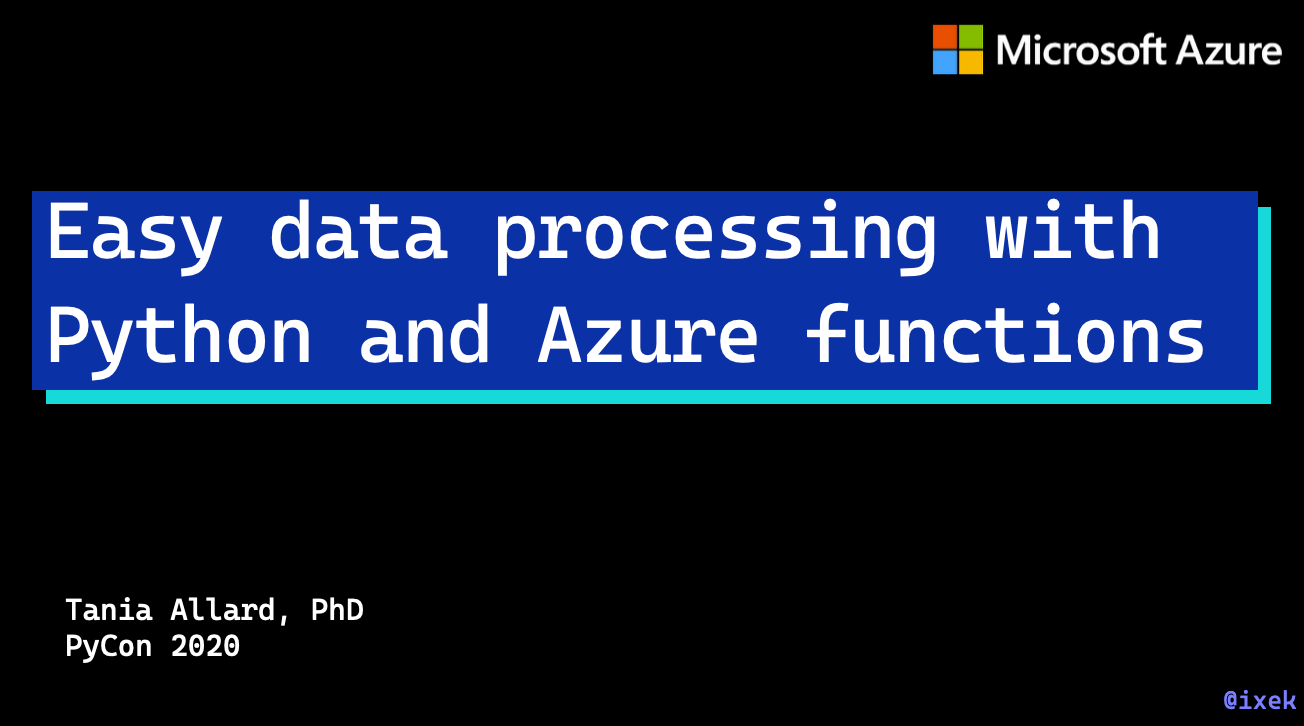 Microsoft Azure
Easy data processing with
Python and Azure functions
Tania Allard, PhD
PyCon 2020
@ixek